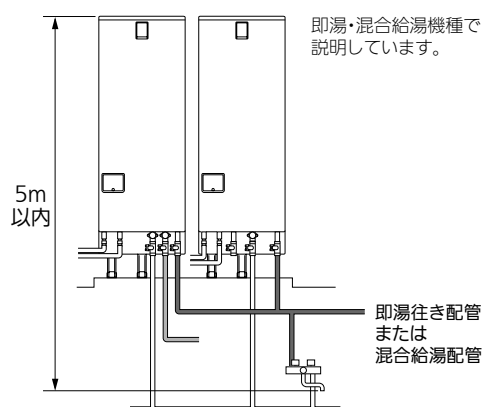 即湯・混合給湯機種で
説明しています。
5m
以内
即湯往き配管
または
混合給湯配管